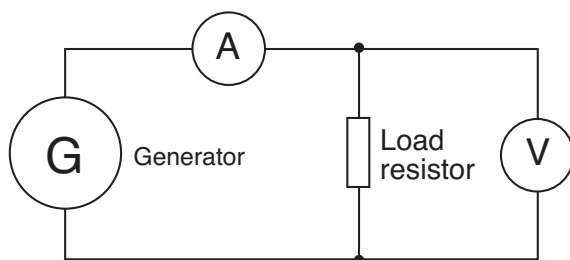 A
G
Generator
Load
resistor
V